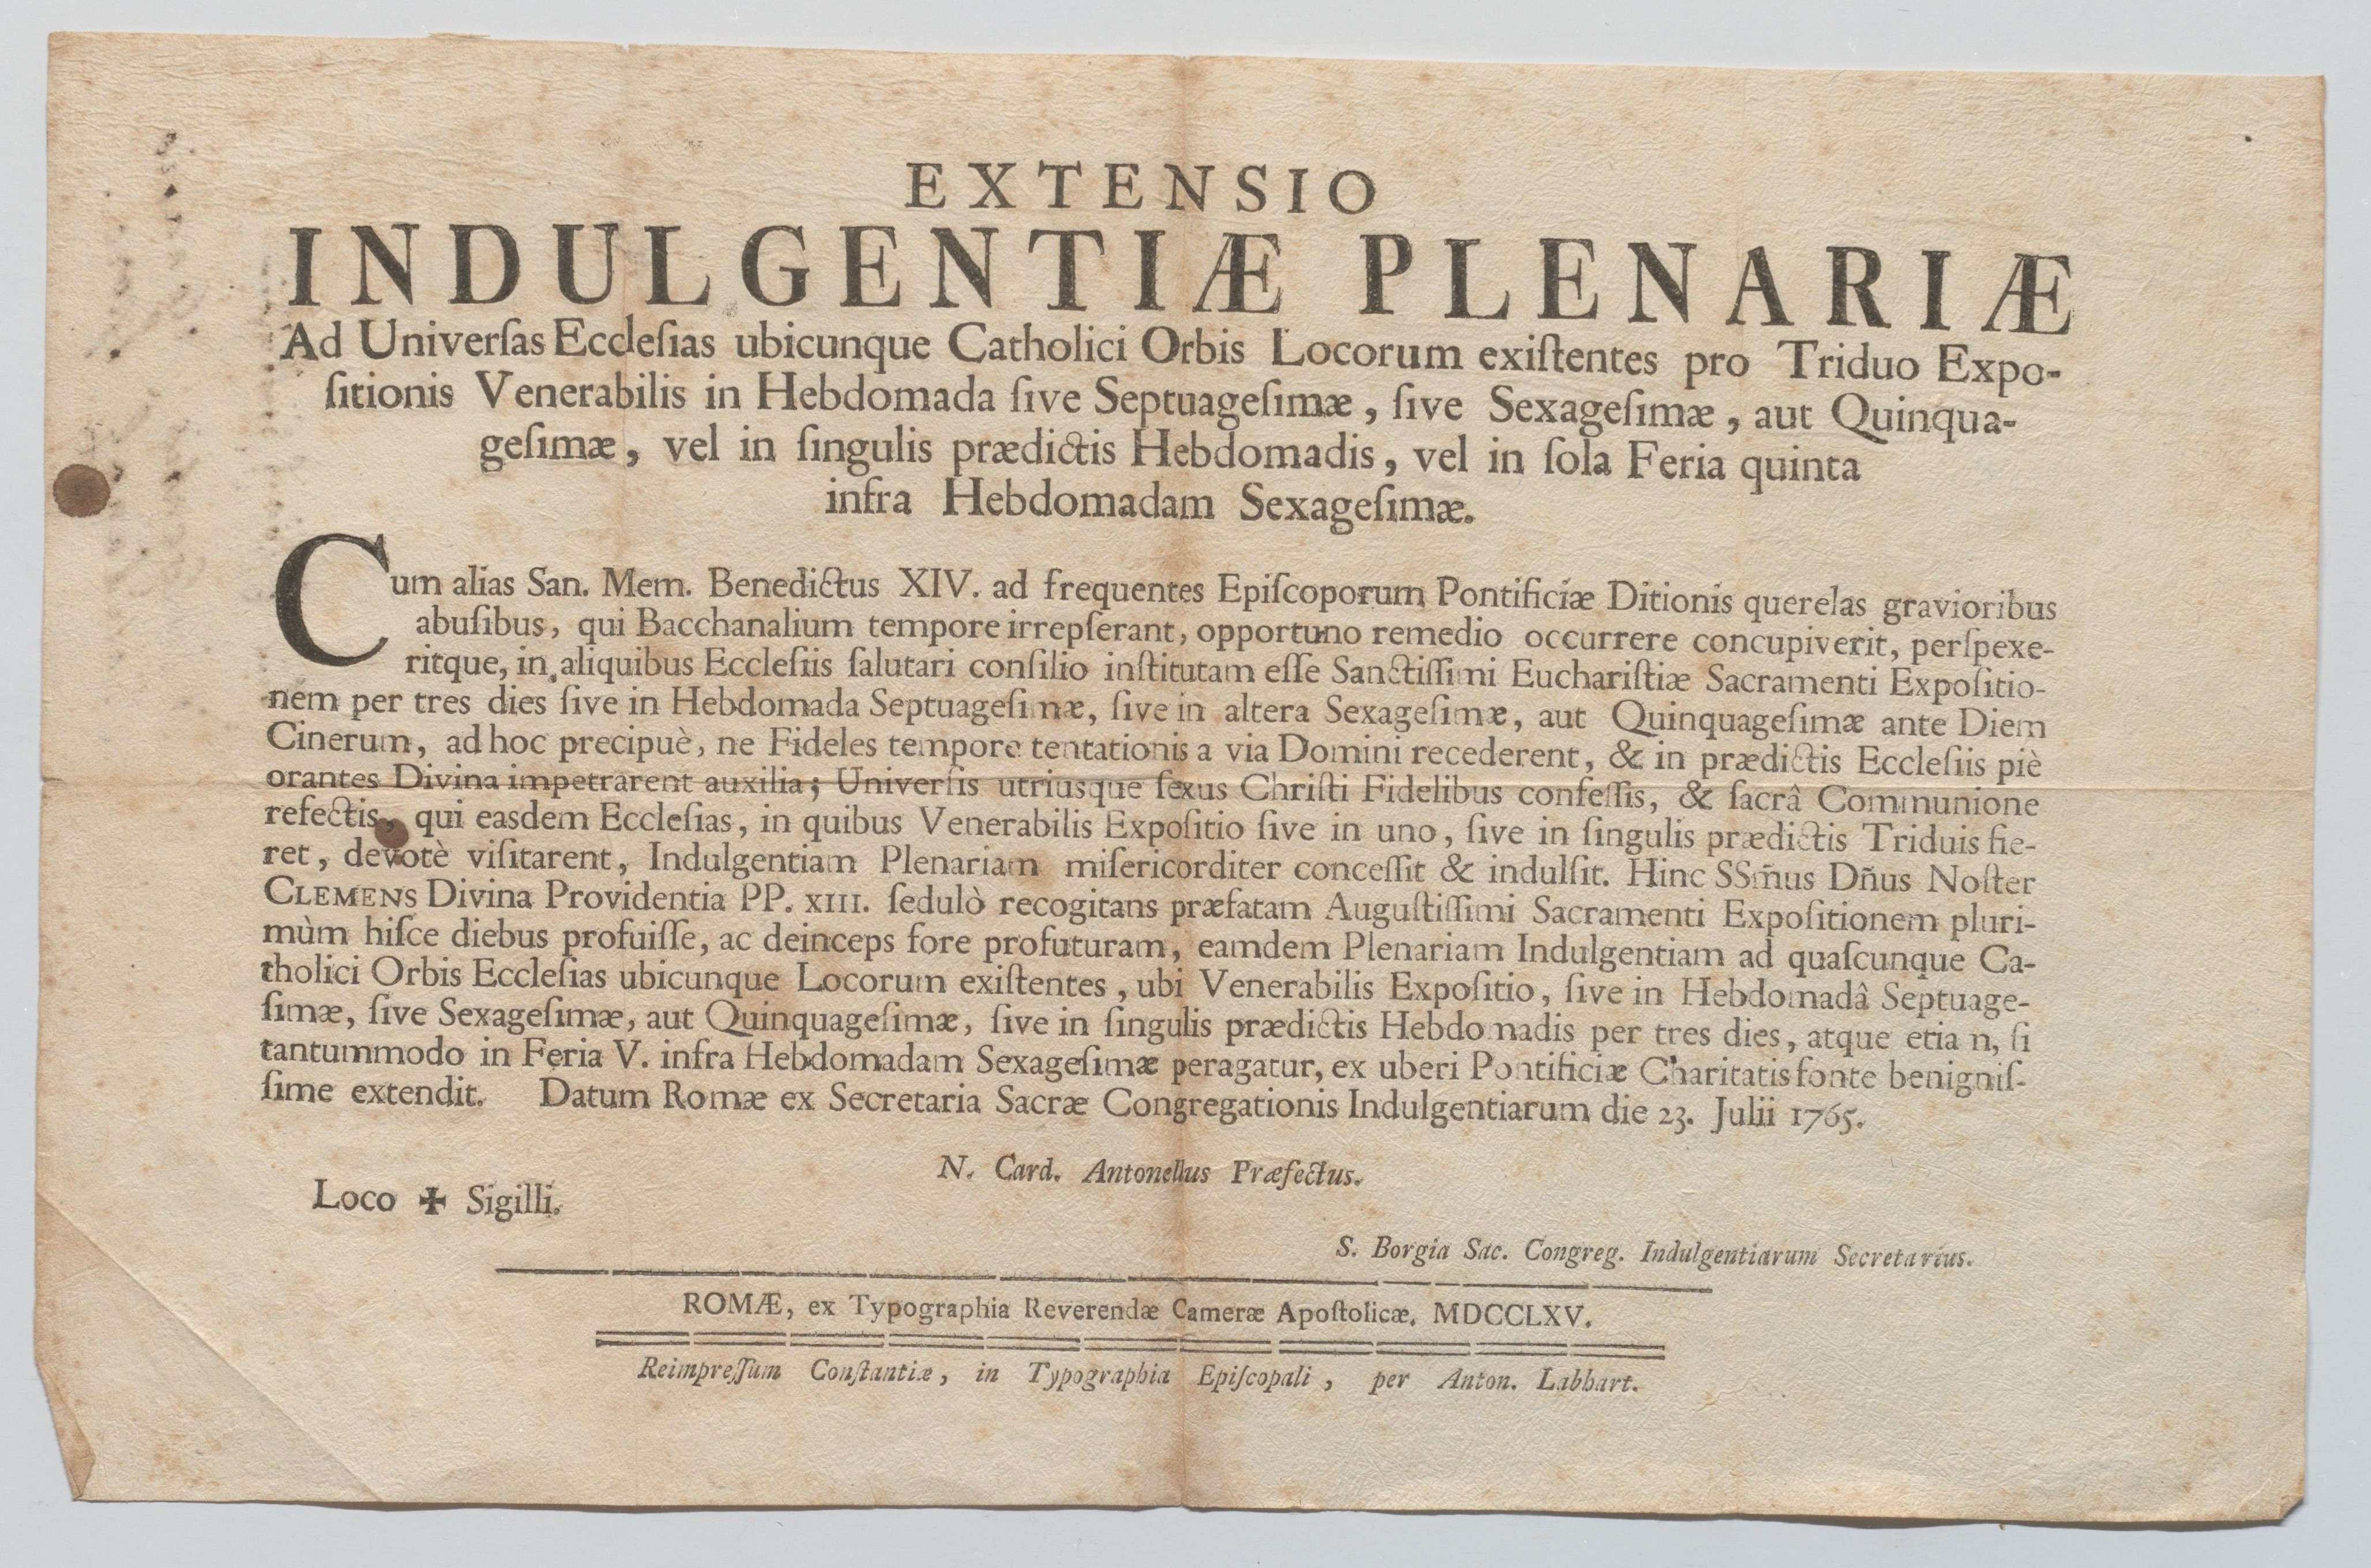 EXTENSIO
INDULGENTIÆ PLENARIÆ
Ad Univerſas Eccleſias ubicunque Catholici Orbis Locorum exiſtentes pro Triduo Expo-
ſitionis Venerabilis in Hebdomada ſive Septuageſimæ, ſive Sexageſimæ, aut Quinqua-
geſimæ, vel in ſingulis prædictis Hebdomadis, vel in ſola Feria quinta
infra Hebdomadam Sexageſimæ.
Cum alias San. Mem. Benedictus XIV. ad frequentes Epiſcoporum Pontificiæ Ditionis querelas gravioribus
abuſibus, qui Bacchanalium tempore irrepſerant, opportuno remedio occurrere concupiverit, perſpexe-
ritque, in aliquibus Eccleſiis ſalutari conſilio inſtitutam eſſe Sanctiſſimi Euchariſtiæ Sacramenti Expoſitio-
nem per tres dies ſive in Hebdomada Septuageſimæ, ſive in altera Sexageſimæ, aut Quinquageſimæ ante Diem
Cinerum, ad hoc precipuè, ne Fideles tempore tentationis a via Domini recederent, & in prædictis Eccleſiis piè
orantes Divina impetrarent auxilia; Univerſis utriusque ſexus Chriſti Fidelibus confeſſis, & ſacrâ Communione
refectis, qui easdem Eccleſias, in quibus Venerabilis Expoſitio ſive in uno, ſive in ſingulis prædictis Triduis fie-
ret, devotè viſitarent, Indulgentiam Plenariam miſericorditer conceſſit & indulſit. Hinc SSm̃us Dñus Noſter
CLEMENS Divina Providentia PP. XIII. ſedulò recogitans præfatam Auguſtiſſimi Sacramenti Expoſitionem pluri-
mùm hiſce diebus profuiſſe, ac deinceps fore profuturam, eamdem Plenariam Indulgentiam ad quaſcunque Ca-
tholici Orbis Eccleſias ubicunque Locorum exiſtentes, ubi Venerabilis Expoſitio, ſive in Hebdomadâ Septuage-
ſimæ, ſive Sexageſimæ, aut Quinquageſimæ, ſive in ſingulis prædictis Hebdomadis per tres dies, atque etiam, ſi
tantummodo in Feria V. infra Hebdomadam Sexageſimæ peragatur, ex uberi Pontificiæ Charitatis fonte benigniſ-
ſime extendit. Datum Romæ ex Secretaria Sacræ Congregationis Indulgentiarum die 23. Julii 1765.
N. Card. Antonellus Præfectus.
Loco ✠ Sigilli.
S. Borgia Sac. Congreg. Indulgentiarum Secretarius.
ROMÆ, ex Typographia Reverendæ Cameræ Apoſtolicæ, MDCCLXV.
Reimpreſſum Conſtantiæ, in Typographia Epiſcopali, per Anton. Labhart.